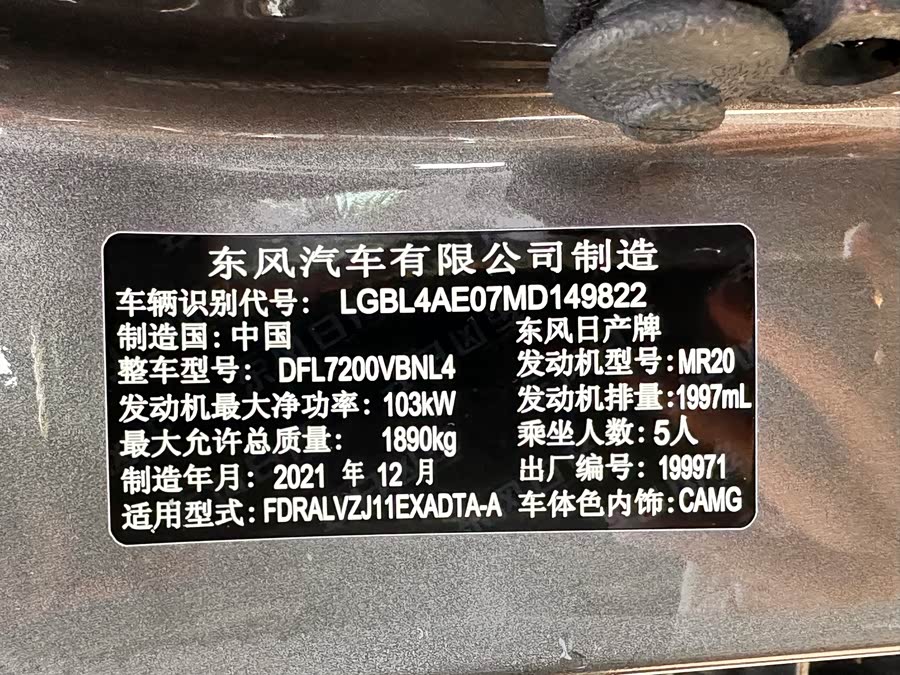 东风汽车有限公司制造
车辆识别代号: LGBL4AE07MD149822
制造国: 中国 东风日产牌
整车型号: DFL7200VBNL4 发动机型号: MR20
发动机最大净功率: 103kW 发动机排量: 1997mL
最大允许总质量: 1890kg 乘坐人数: 5人
制造年月: 2021 年 12 月 出厂编号: 199971
适用型式: FDRALVZJ11EXADTA-A 车体色内饰: CAMG